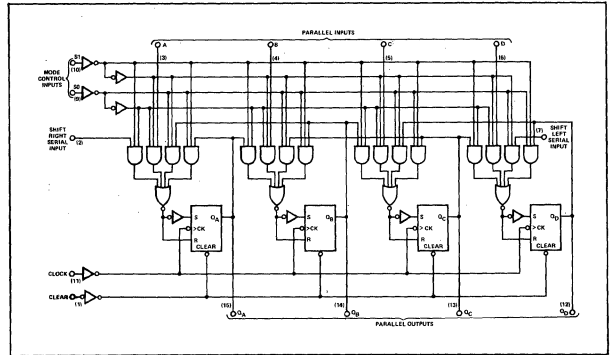 PARALLEL INPUTS
A
B
C
D
(3)
(4)
(5)
(6)
S1
(10)
MODE
CONTROL
INPUTS
S0
(9)
SHIFT
RIGHT
SERIAL
INPUT
(2)
(7)
SHIFT
LEFT
SERIAL
INPUT
S
QA
>CK
R
CLEAR
S
QB
>CK
R
CLEAR
S
QC
>CK
R
CLEAR
S
QD
>CK
R
CLEAR
CLOCK
(11)
CLEAR
(1)
(15)
QA
(14)
QB
(13)
QC
(12)
QD
PARALLEL OUTPUTS